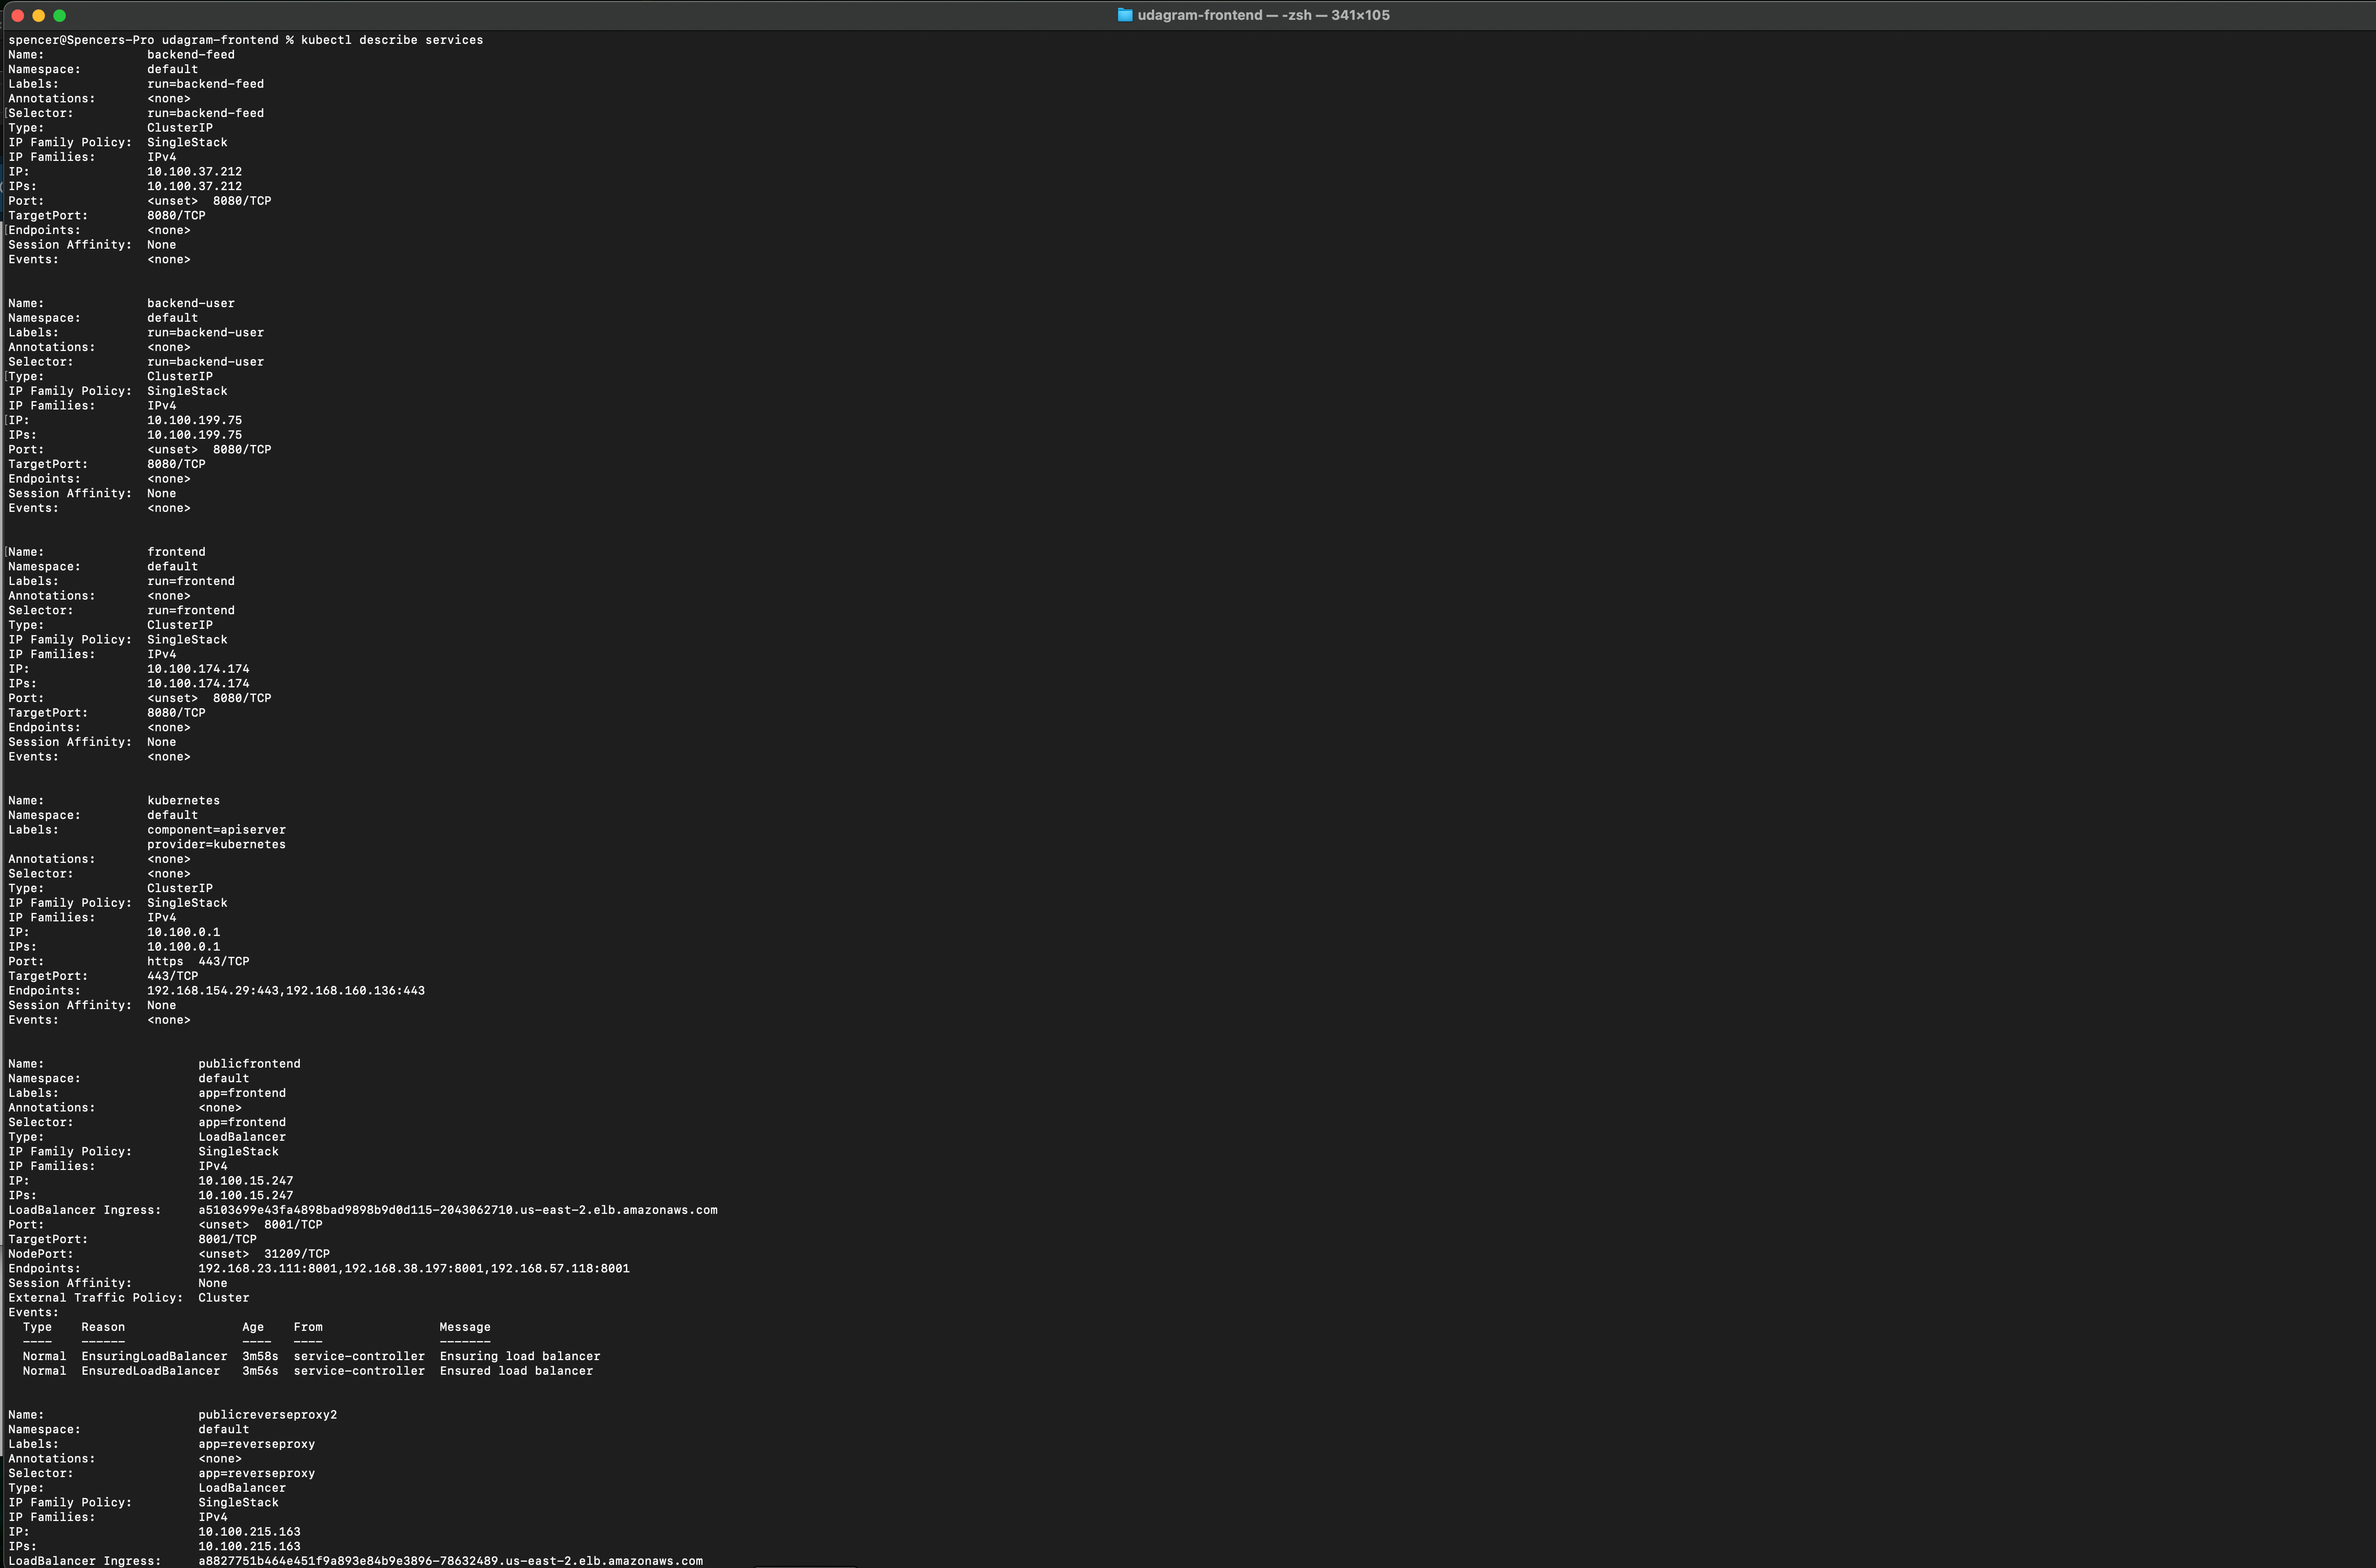 udagram-frontend — -zsh — 341×105
spencer@Spencers-Pro udagram-frontend % kubectl describe services
Name:              backend-feed
Namespace:         default
Labels:            run=backend-feed
Annotations:       <none>
Selector:          run=backend-feed
Type:              ClusterIP
IP Family Policy:  SingleStack
IP Families:       IPv4
IP:                10.100.37.212
IPs:               10.100.37.212
Port:              <unset>  8080/TCP
TargetPort:        8080/TCP
Endpoints:         <none>
Session Affinity:  None
Events:            <none>
Name:              backend-user
Namespace:         default
Labels:            run=backend-user
Annotations:       <none>
Selector:          run=backend-user
Type:              ClusterIP
IP Family Policy:  SingleStack
IP Families:       IPv4
IP:                10.100.199.75
IPs:               10.100.199.75
Port:              <unset>  8080/TCP
TargetPort:        8080/TCP
Endpoints:         <none>
Session Affinity:  None
Events:            <none>
Name:              frontend
Namespace:         default
Labels:            run=frontend
Annotations:       <none>
Selector:          run=frontend
Type:              ClusterIP
IP Family Policy:  SingleStack
IP Families:       IPv4
IP:                10.100.174.174
IPs:               10.100.174.174
Port:              <unset>  8080/TCP
TargetPort:        8080/TCP
Endpoints:         <none>
Session Affinity:  None
Events:            <none>
Name:              kubernetes
Namespace:         default
Labels:            component=apiserver
                   provider=kubernetes
Annotations:       <none>
Selector:          <none>
Type:              ClusterIP
IP Family Policy:  SingleStack
IP Families:       IPv4
IP:                10.100.0.1
IPs:               10.100.0.1
Port:              https  443/TCP
TargetPort:        443/TCP
Endpoints:         192.168.154.29:443,192.168.160.136:443
Session Affinity:  None
Events:            <none>
Name:                     publicfrontend
Namespace:                default
Labels:                   app=frontend
Annotations:              <none>
Selector:                 app=frontend
Type:                     LoadBalancer
IP Family Policy:         SingleStack
IP Families:              IPv4
IP:                       10.100.15.247
IPs:                      10.100.15.247
LoadBalancer Ingress:     a5103699e43fa4898bad9898b9d0d115-2043062710.us-east-2.elb.amazonaws.com
Port:                     <unset>  8001/TCP
TargetPort:               8001/TCP
NodePort:                 <unset>  31209/TCP
Endpoints:                192.168.23.111:8001,192.168.38.197:8001,192.168.57.118:8001
Session Affinity:         None
External Traffic Policy:  Cluster
Events:
  Type    Reason                Age    From                Message
  ----    ------                ----   ----                -------
  Normal  EnsuringLoadBalancer  3m58s  service-controller  Ensuring load balancer
  Normal  EnsuredLoadBalancer   3m56s  service-controller  Ensured load balancer
Name:                     publicreverseproxy2
Namespace:                default
Labels:                   app=reverseproxy
Annotations:              <none>
Selector:                 app=reverseproxy
Type:                     LoadBalancer
IP Family Policy:         SingleStack
IP Families:              IPv4
IP:                       10.100.215.163
IPs:                      10.100.215.163
LoadBalancer Ingress:     a8827751b464e451f9a893e84b9e3896-78632489.us-east-2.elb.amazonaws.com